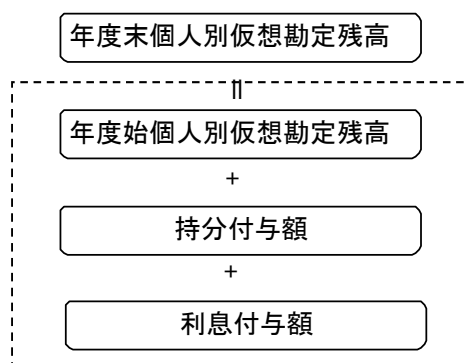 年度末個人別仮想勘定残高
=
年度始個人別仮想勘定残高
+
持分付与額
+
利息付与額